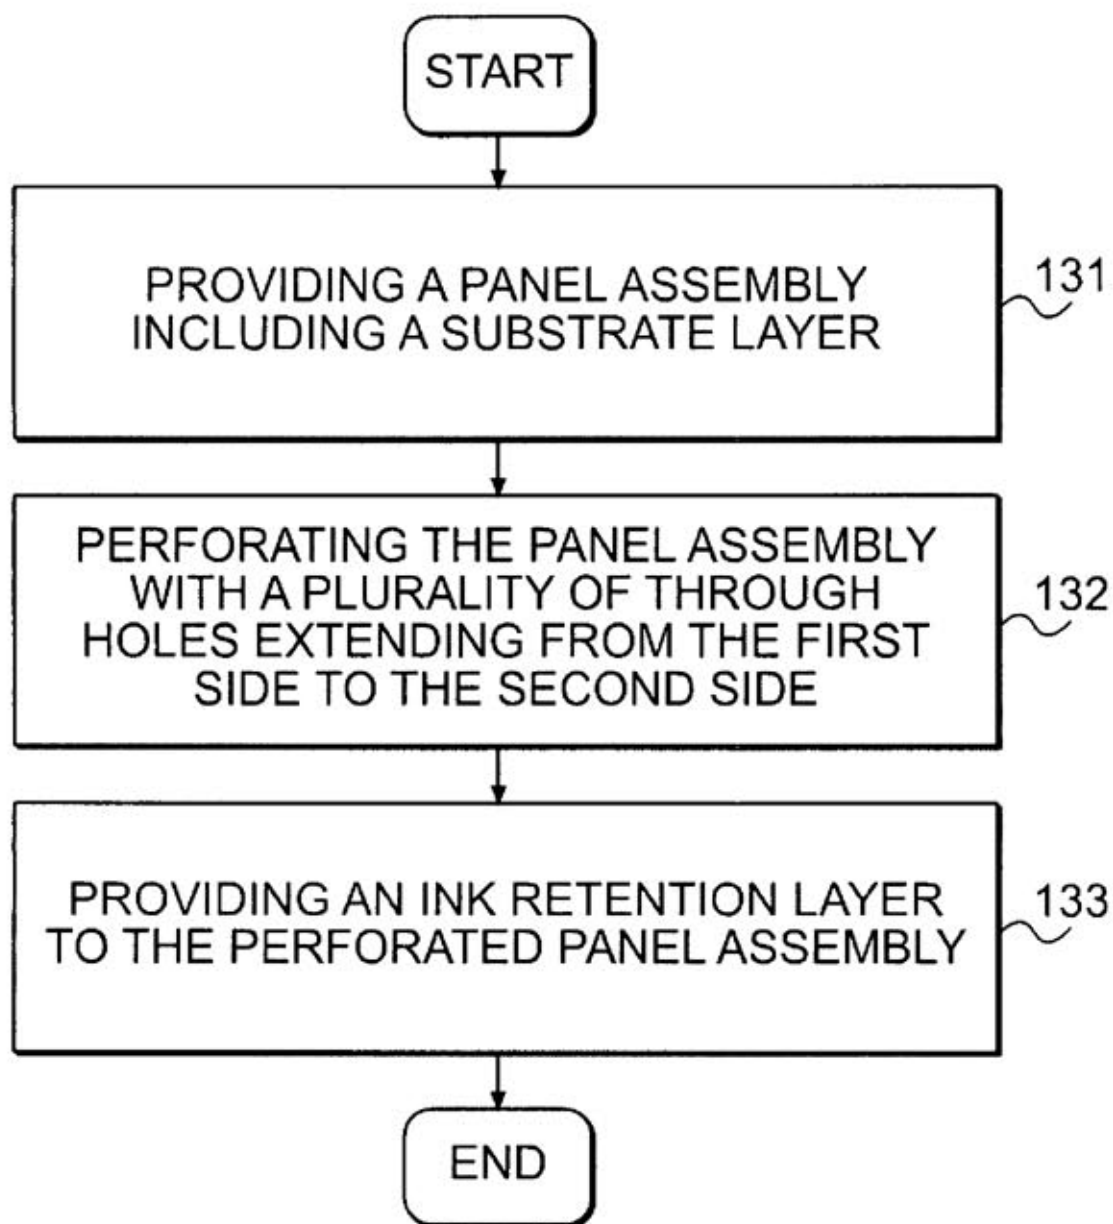 START
PROVIDING A PANEL ASSEMBLY
INCLUDING A SUBSTRATE LAYER
131
PERFORATING THE PANEL ASSEMBLY
WITH A PLURALITY OF THROUGH
HOLES EXTENDING FROM THE FIRST
SIDE TO THE SECOND SIDE
132
PROVIDING AN INK RETENTION LAYER
TO THE PERFORATED PANEL ASSEMBLY
133
END